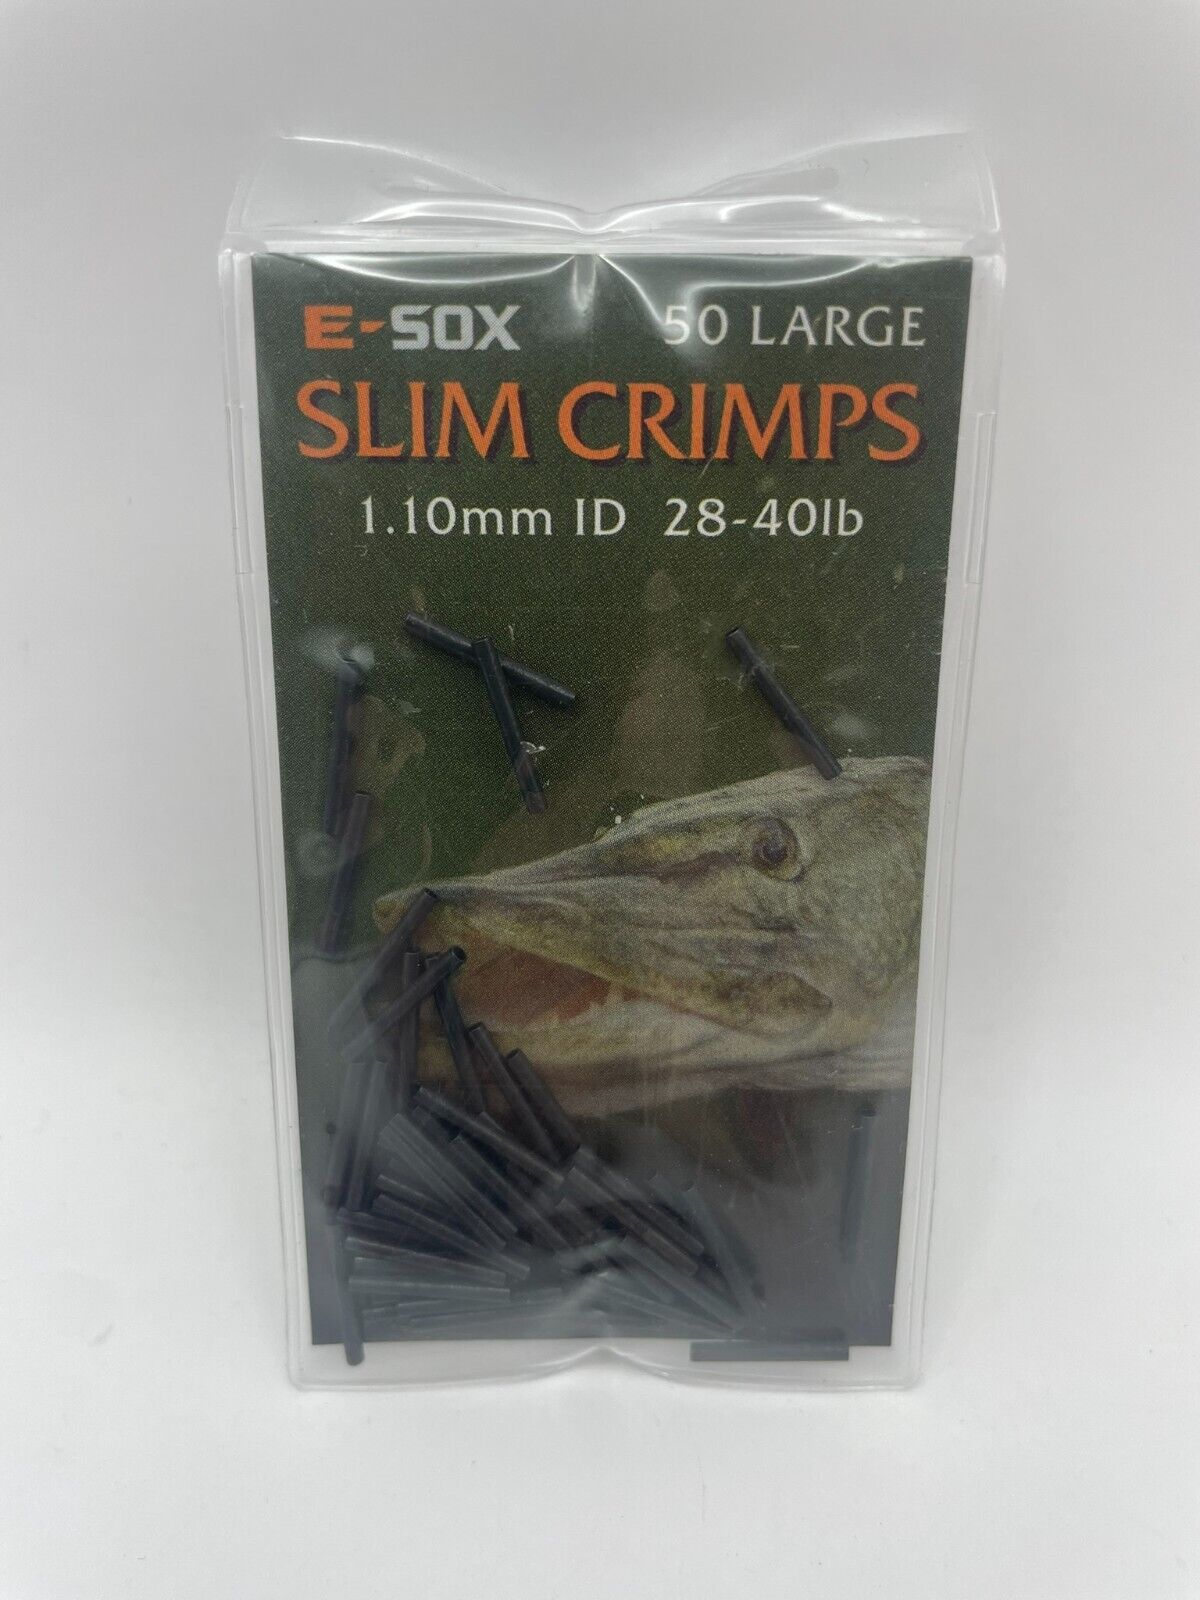 E-SOX 50 LARGE
SLIM CRIMPS
1.10mm ID 28-40lb